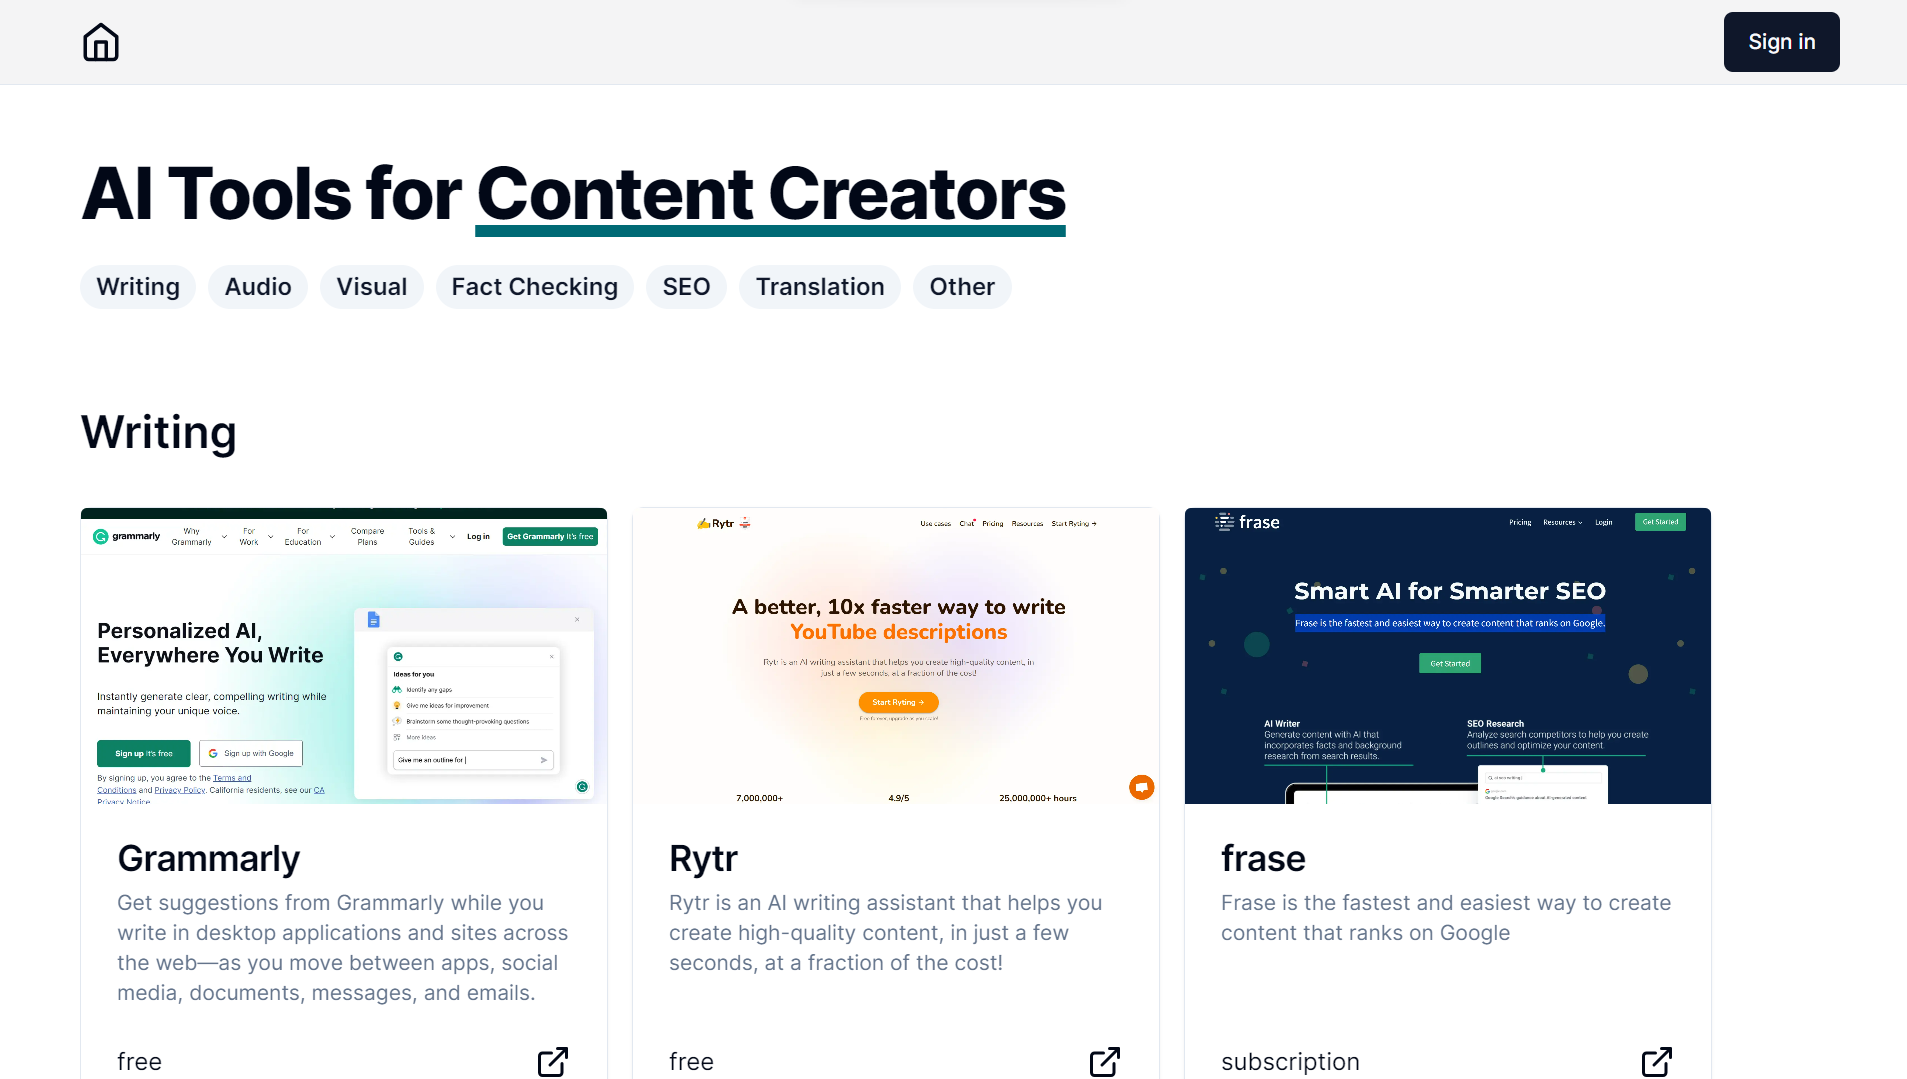 Sign in
AI Tools for Content Creators
Writing
Audio
Visual
Fact Checking
SEO
Translation
Other
Writing
grammarly
Why Grammarly
For Work
For Education
Compare Plans
Tools & Guides
Log in
Get Grammarly It's free
Personalized AI,
Everywhere You Write
Instantly generate clear, compelling writing while
maintaining your unique voice.
Sign up It's free
Sign up with Google
By signing up, you agree to the Terms and
Conditions and Privacy Policy. California residents, see our CA
Privacy Notice
Ideas for you
Identify any gaps
Give me ideas for improvement
Brainstorm some thought-provoking questions
More ideas
Give me an outline for
Rytr
Use cases
Chat
Pricing
Resources
Start Ryting →
A better, 10x faster way to write
YouTube descriptions
Rytr is an AI writing assistant that helps you create high-quality content, in
just a few seconds, at a fraction of the cost!
Start Ryting →
Free forever, upgrade as you scale!
7,000,000+
4.9/5
25,000,000+ hours
frase
Pricing
Resources
Login
Get Started
Smart AI for Smarter SEO
Frase is the fastest and easiest way to create content that ranks on Google.
Get Started
AI Writer
Generate content with AI that
incorporates facts and background
research from search results.
SEO Research
Analyze search competitors to help you create
outlines and optimize your content.
Grammarly
Get suggestions from Grammarly while you
write in desktop applications and sites across
the web—as you move between apps, social
media, documents, messages, and emails.
free
Rytr
Rytr is an AI writing assistant that helps you
create high-quality content, in just a few
seconds, at a fraction of the cost!
free
frase
Frase is the fastest and easiest way to create
content that ranks on Google
subscription